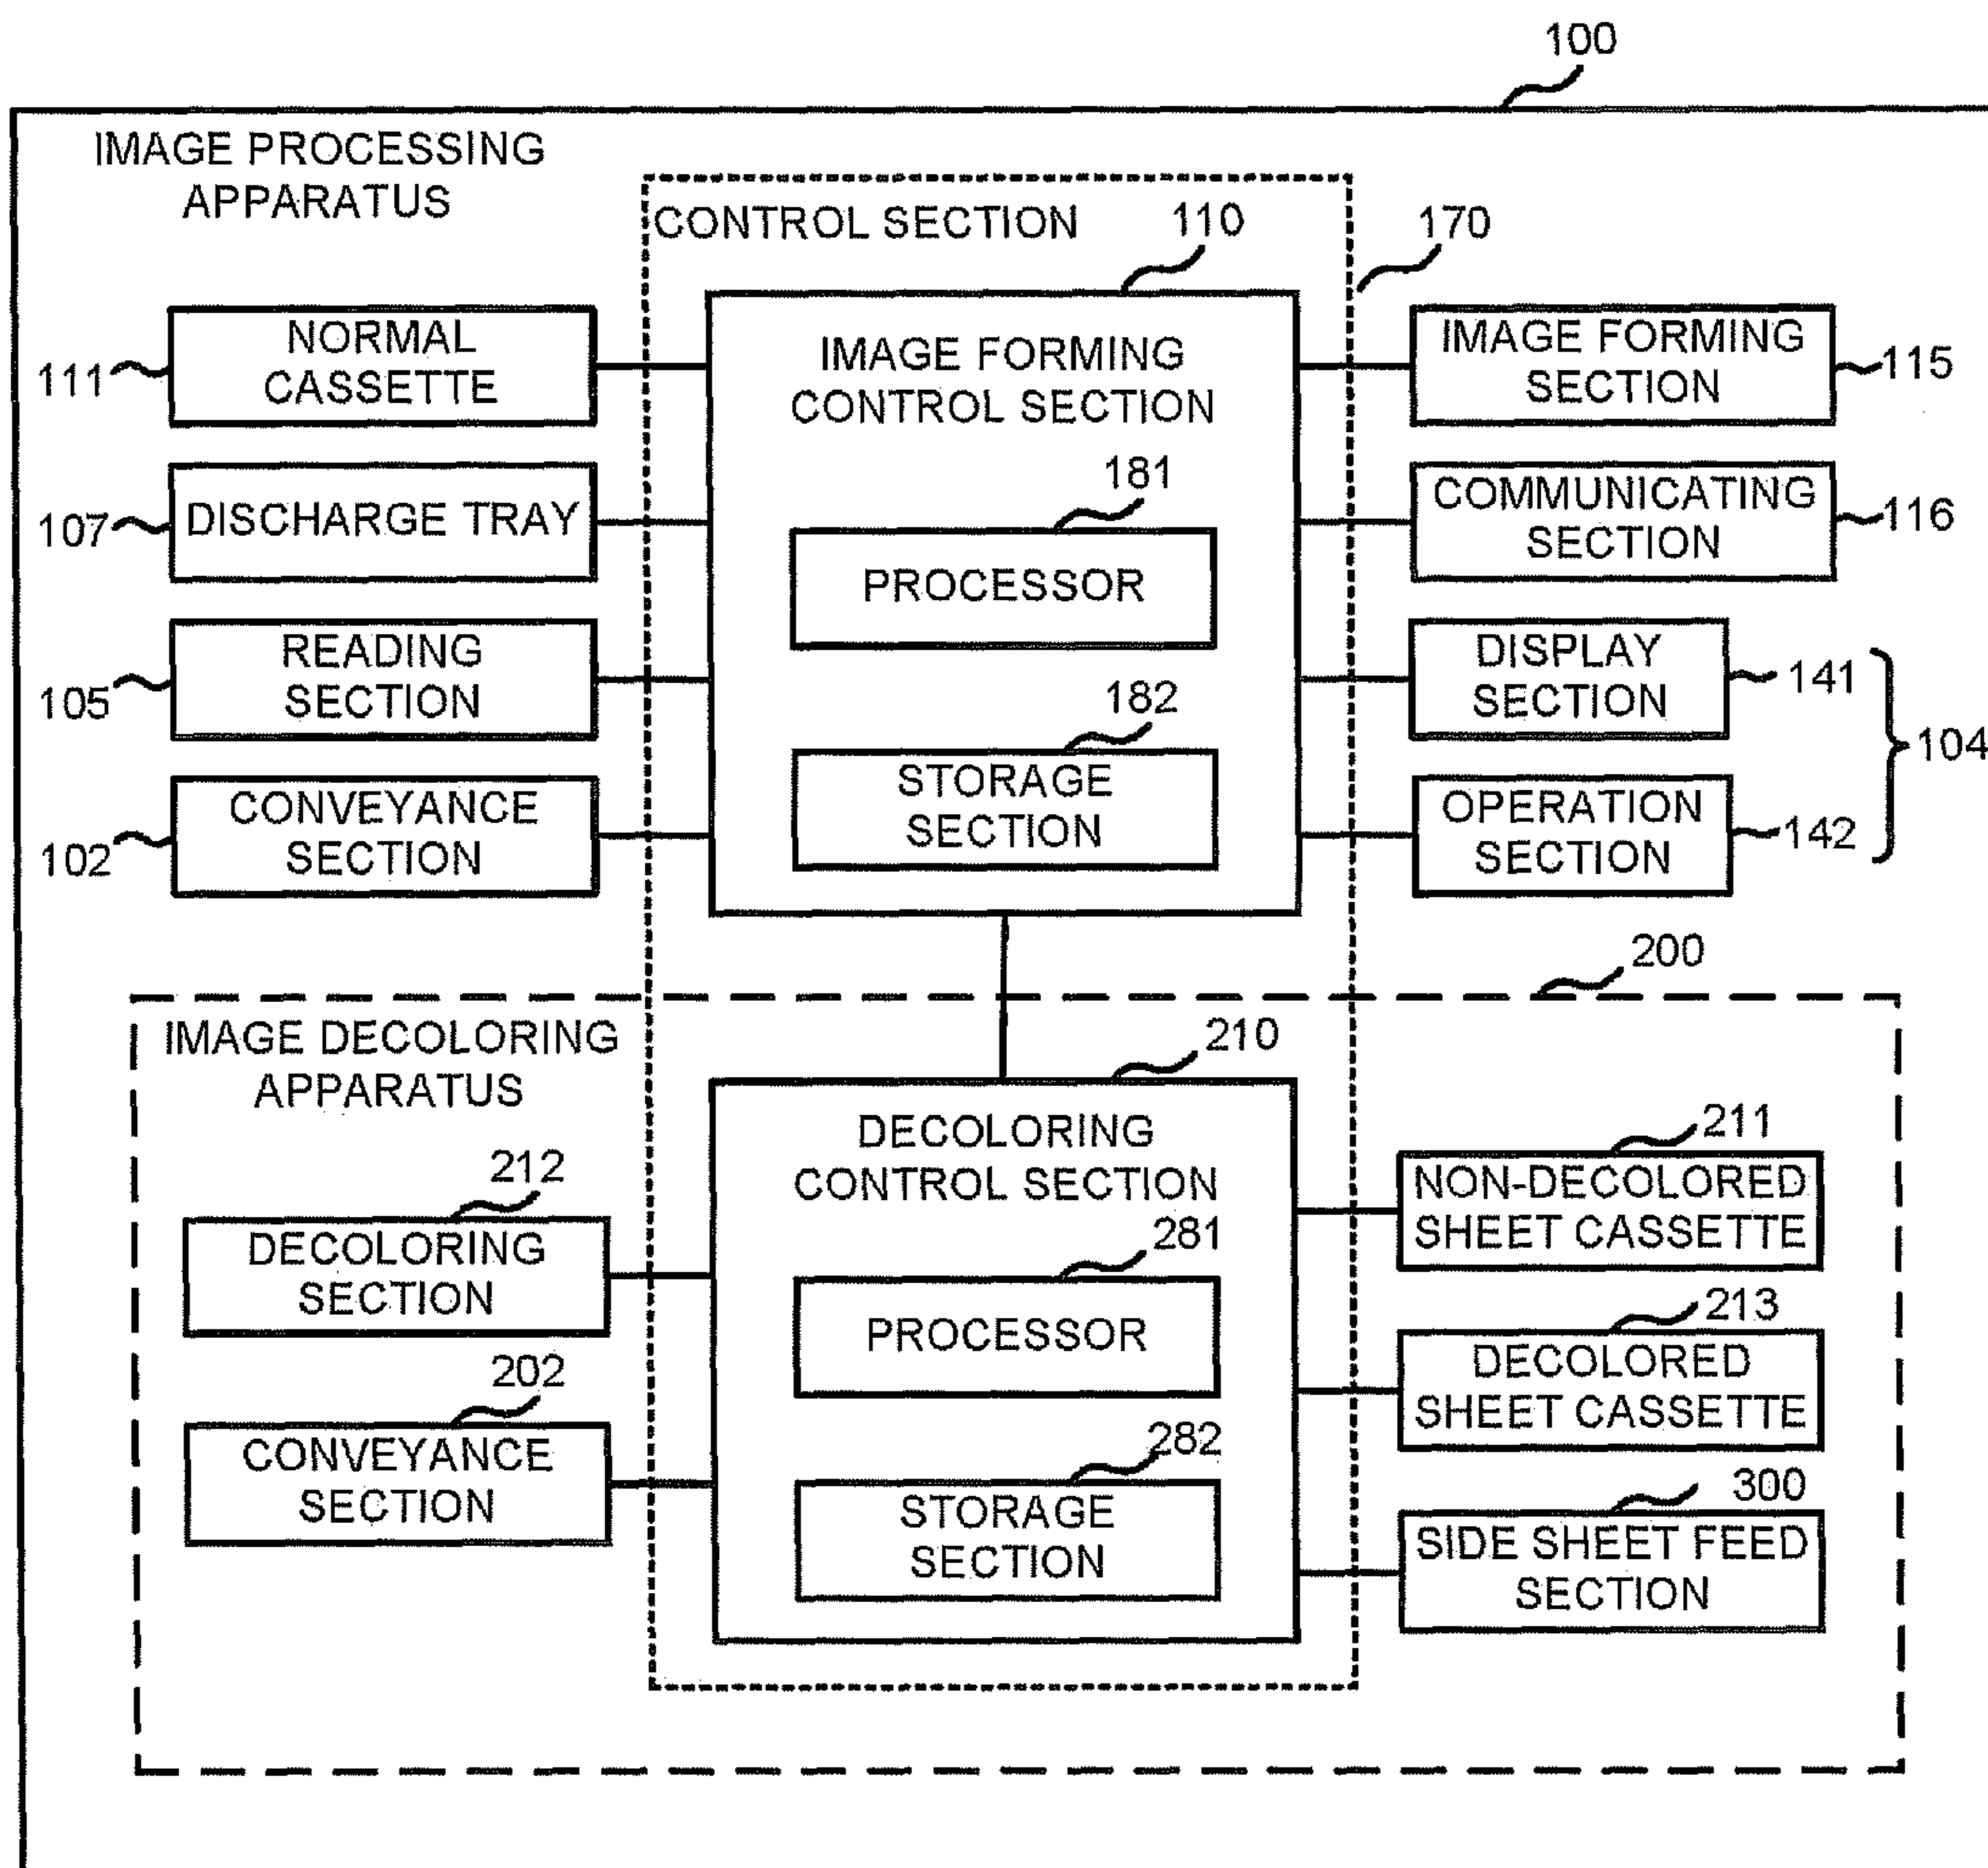 100
IMAGE PROCESSING
APPARATUS
CONTROL SECTION
110
170
NORMAL
CASSETTE
111
DISCHARGE TRAY
107
READING
SECTION
105
CONVEYANCE
SECTION
102
IMAGE FORMING
CONTROL SECTION
181
PROCESSOR
182
STORAGE
SECTION
IMAGE FORMING
SECTION
115
COMMUNICATING
SECTION
116
DISPLAY
SECTION
141
104
OPERATION
SECTION
142
200
IMAGE DECOLORING
APPARATUS
210
212
DECOLORING
SECTION
202
CONVEYANCE
SECTION
DECOLORING
CONTROL SECTION
281
PROCESSOR
282
STORAGE
SECTION
211
NON-DECOLORED
SHEET CASSETTE
213
DECOLORED
SHEET CASSETTE
300
SIDE SHEET FEED
SECTION